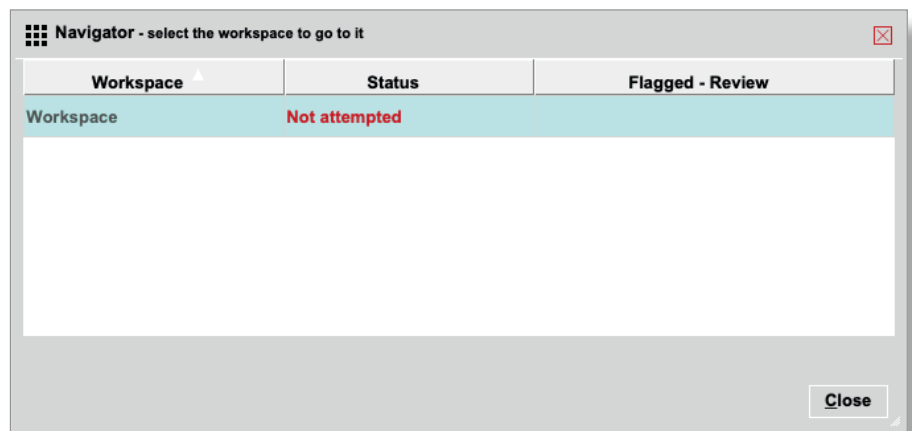 Navigator - select the workspace to go to it
Workspace Status Flagged - Review
Workspace Not attempted
Close